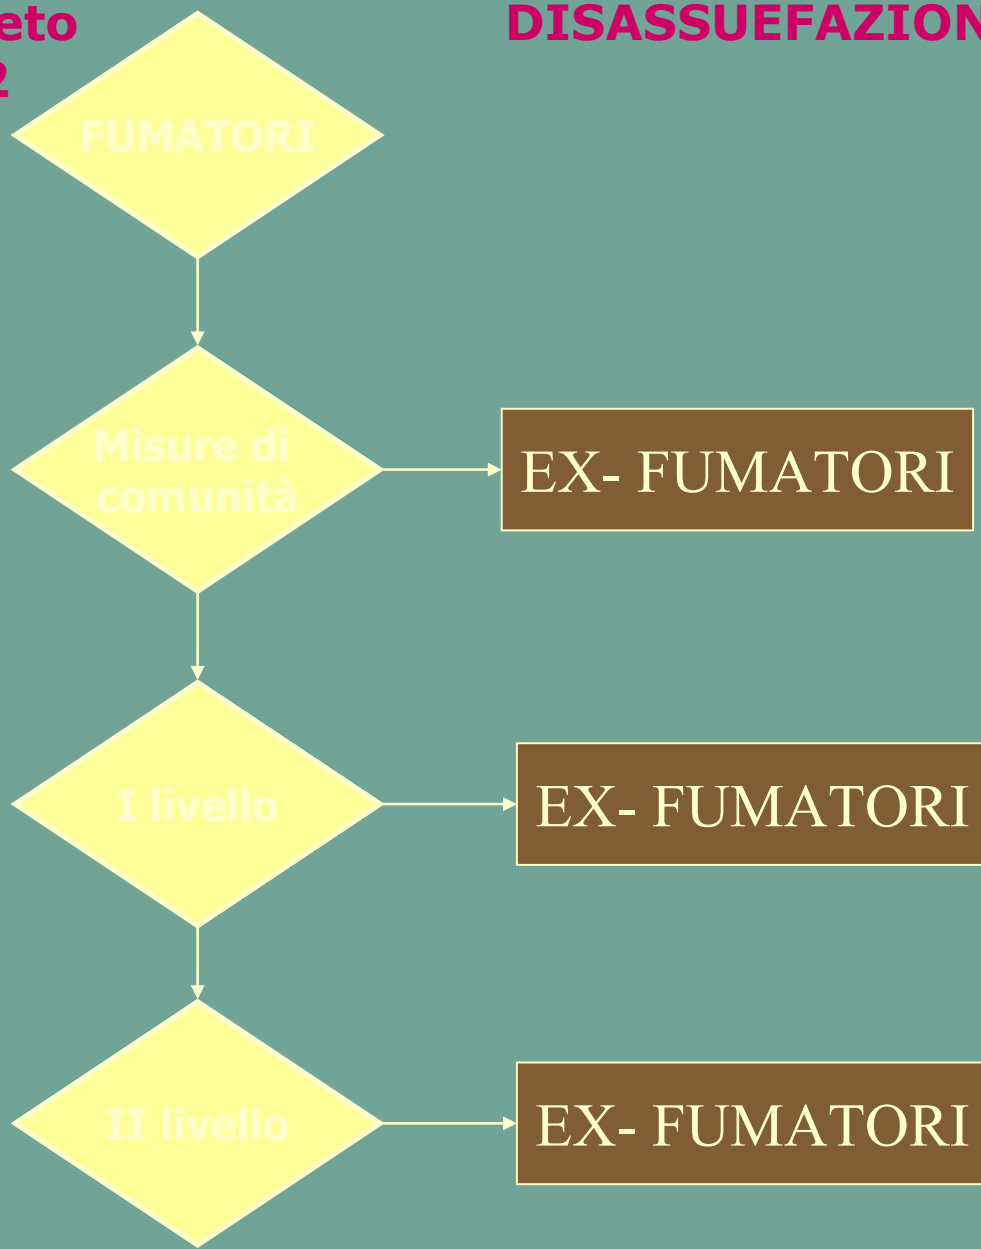 eto
2
DISASSUEFAZION
FUMATORI
Misure di
comunità
EX- FUMATORI
I livello
EX- FUMATORI
II livello
EX- FUMATORI